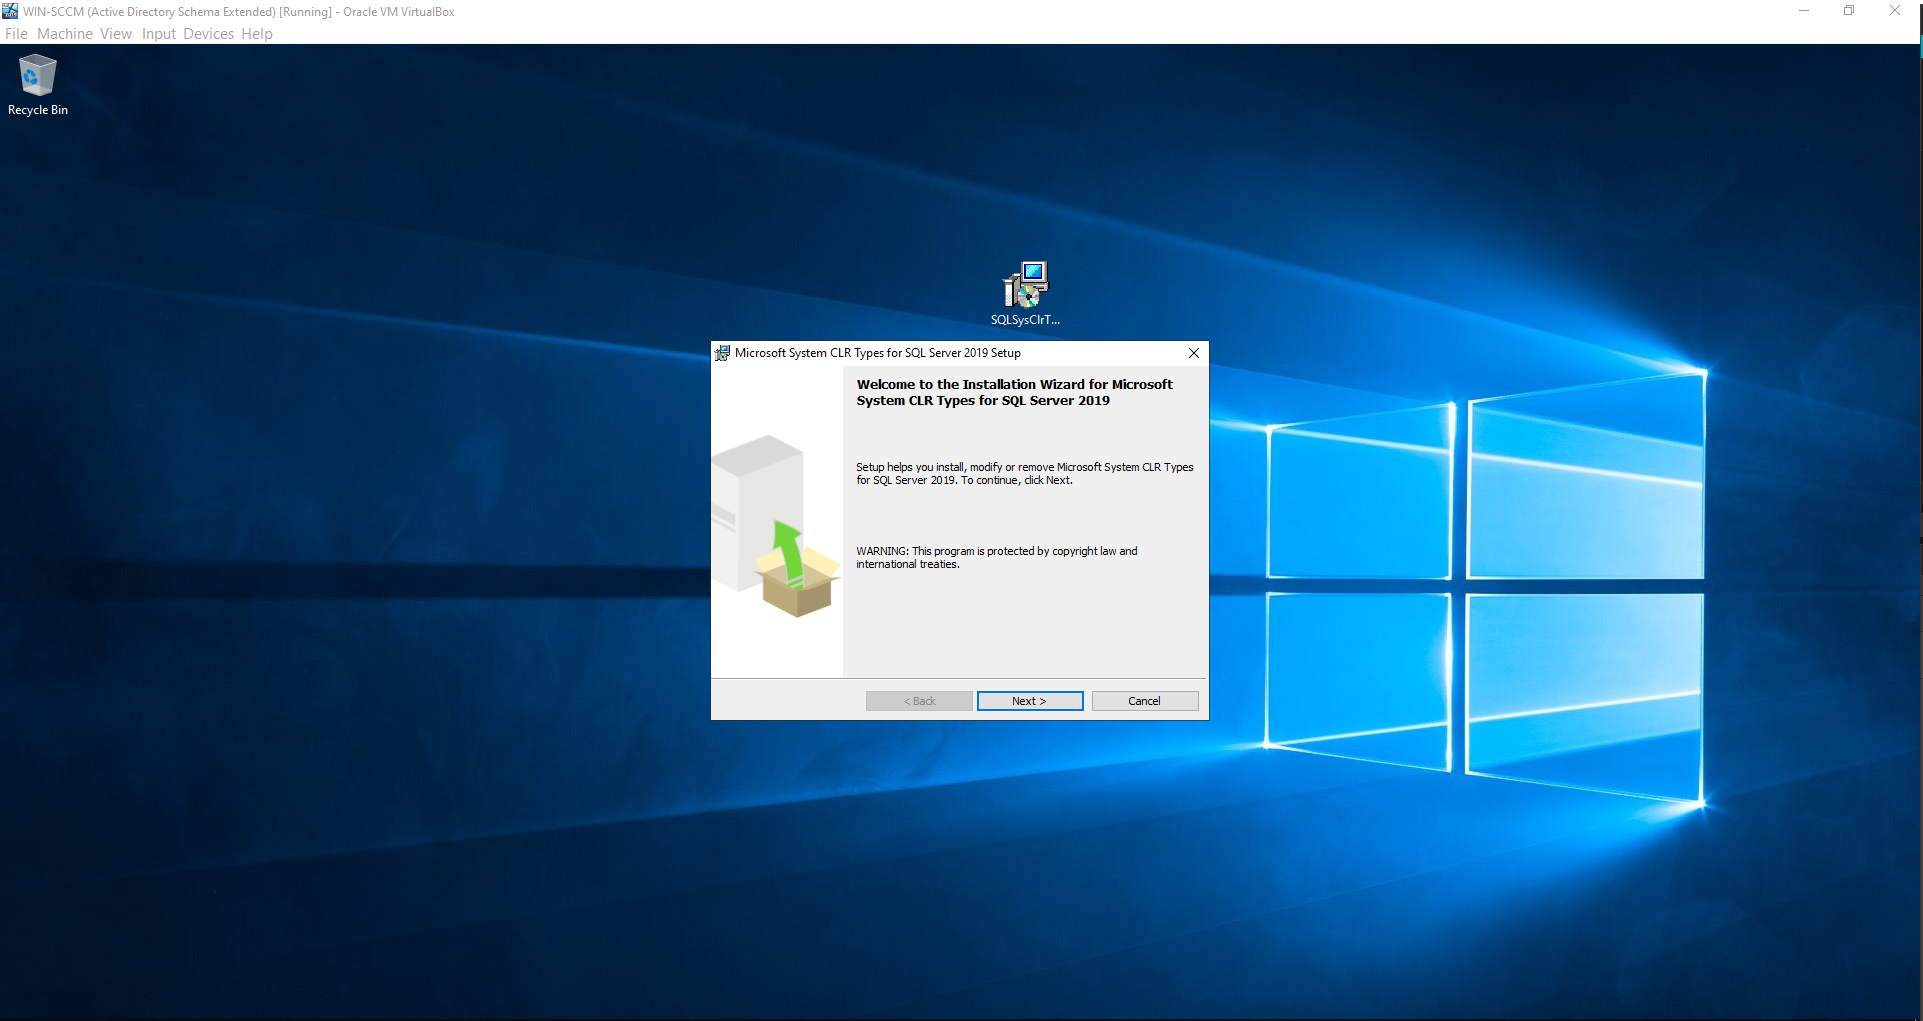 WIN-SCCM (Active Directory Schema Extended) [Running] - Oracle VM VirtualBox
File Machine View Input Devices Help
Recycle Bin
SQLSysClrT...
Microsoft System CLR Types for SQL Server 2019 Setup
Welcome to the Installation Wizard for Microsoft
System CLR Types for SQL Server 2019
Setup helps you install, modify or remove Microsoft System CLR Types
for SQL Server 2019. To continue, click Next.
WARNING: This program is protected by copyright law and
international treaties.
< Back Next > Cancel